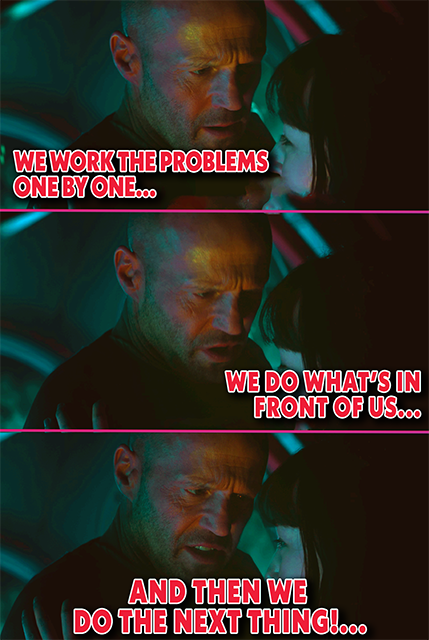 WE WORK THE PROBLEMS
ONE BY ONE...
WE DO WHAT'S IN
FRONT OF US...
AND THEN WE
DO THE NEXT THING!...